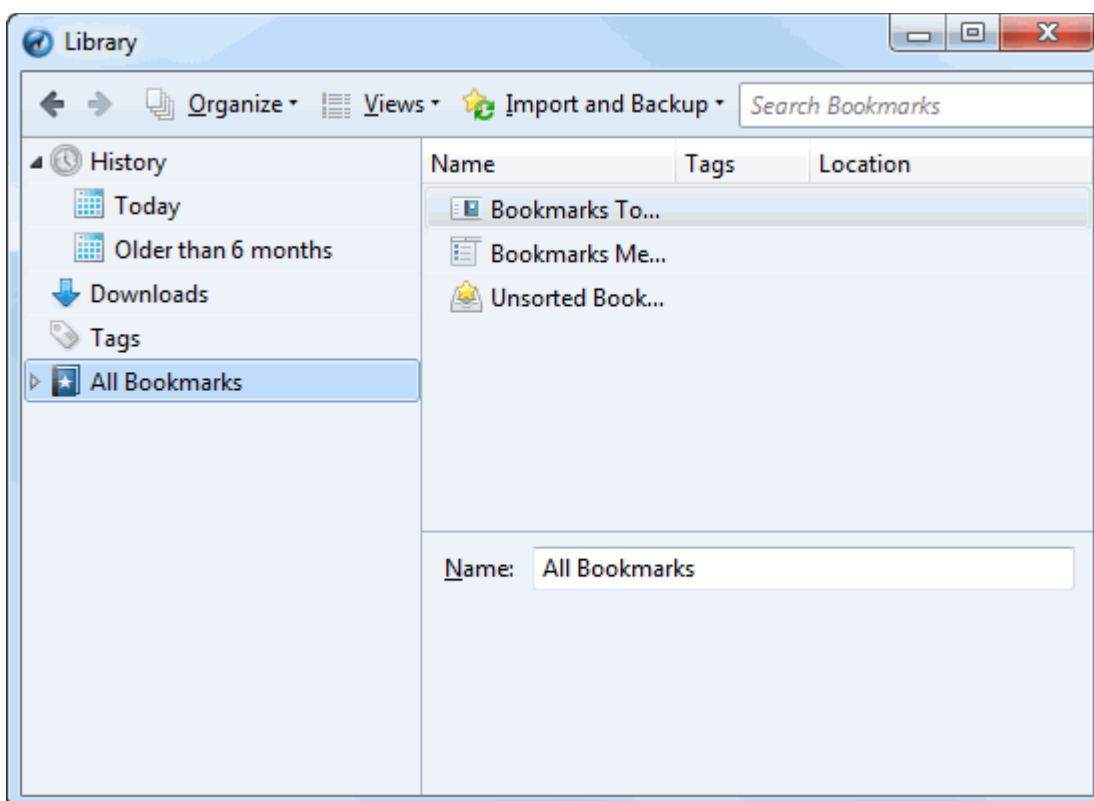 Library
Organize Views Import and Backup Search Bookmarks
History
Today
Older than 6 months
Downloads
Tags
All Bookmarks
Name Tags Location
Bookmarks To...
Bookmarks Me...
Unsorted Book...
Name: All Bookmarks